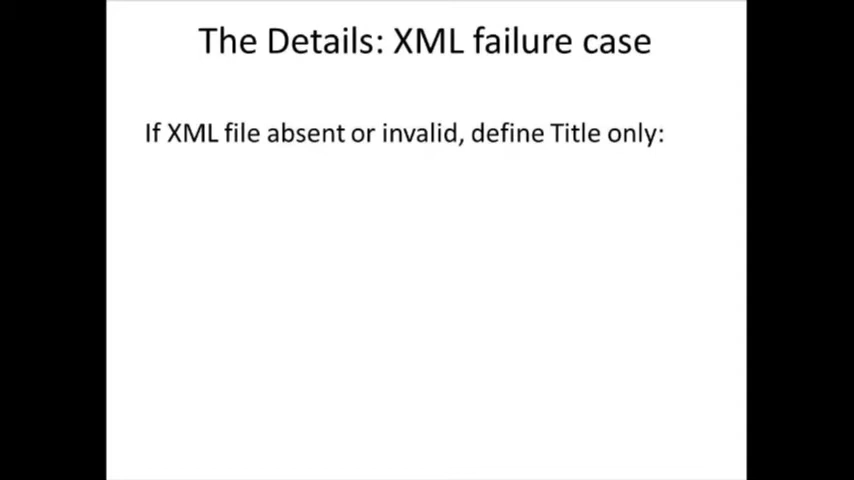 The Details: XML failure case
If XML file absent or invalid, define Title only: